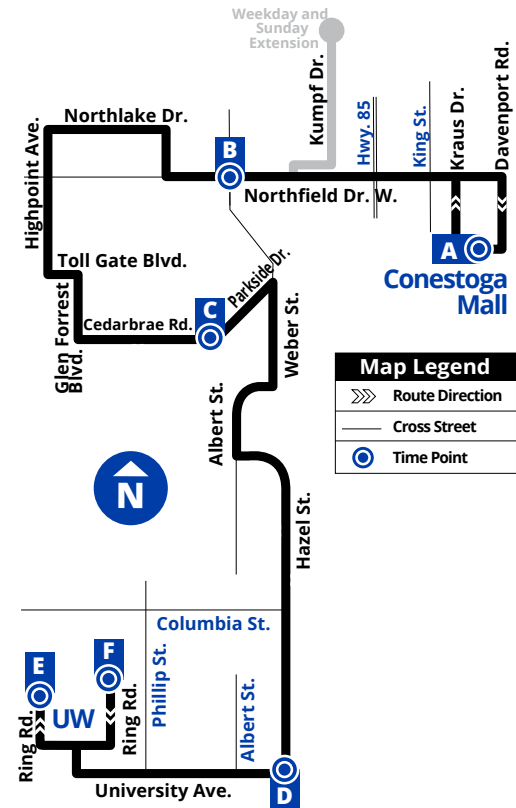 Weekday and
Sunday
Extension
Kumpf Dr.
Hwy. 85
King St.
Kraus Dr.
Davenport Rd.
Northlake Dr.
Highpoint Ave.
B
Northfield Dr. W.
A
Conestoga
Mall
Toll Gate Blvd.
Glen Forrest
Blvd.
Cedarbrae Rd.
C
Parkside Dr.
Weber St.
Map Legend
Route Direction
Cross Street
Time Point
Albert St.
N
Hazel St.
Columbia St.
E
F
UW
Ring Rd.
Ring Rd.
Phillip St.
Albert St.
University Ave.
D